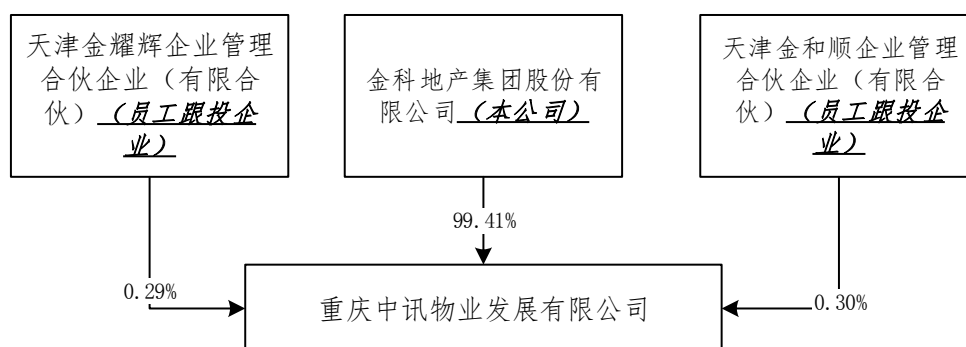 天津金耀辉企业管理
合伙企业（有限合
伙）（员工跟投企
业）
金科地产集团股份有
限公司（本公司）
天津金和顺企业管理
合伙企业（有限合
伙）（员工跟投企
业）
99.41%
0.29%
0.30%
重庆中讯物业发展有限公司